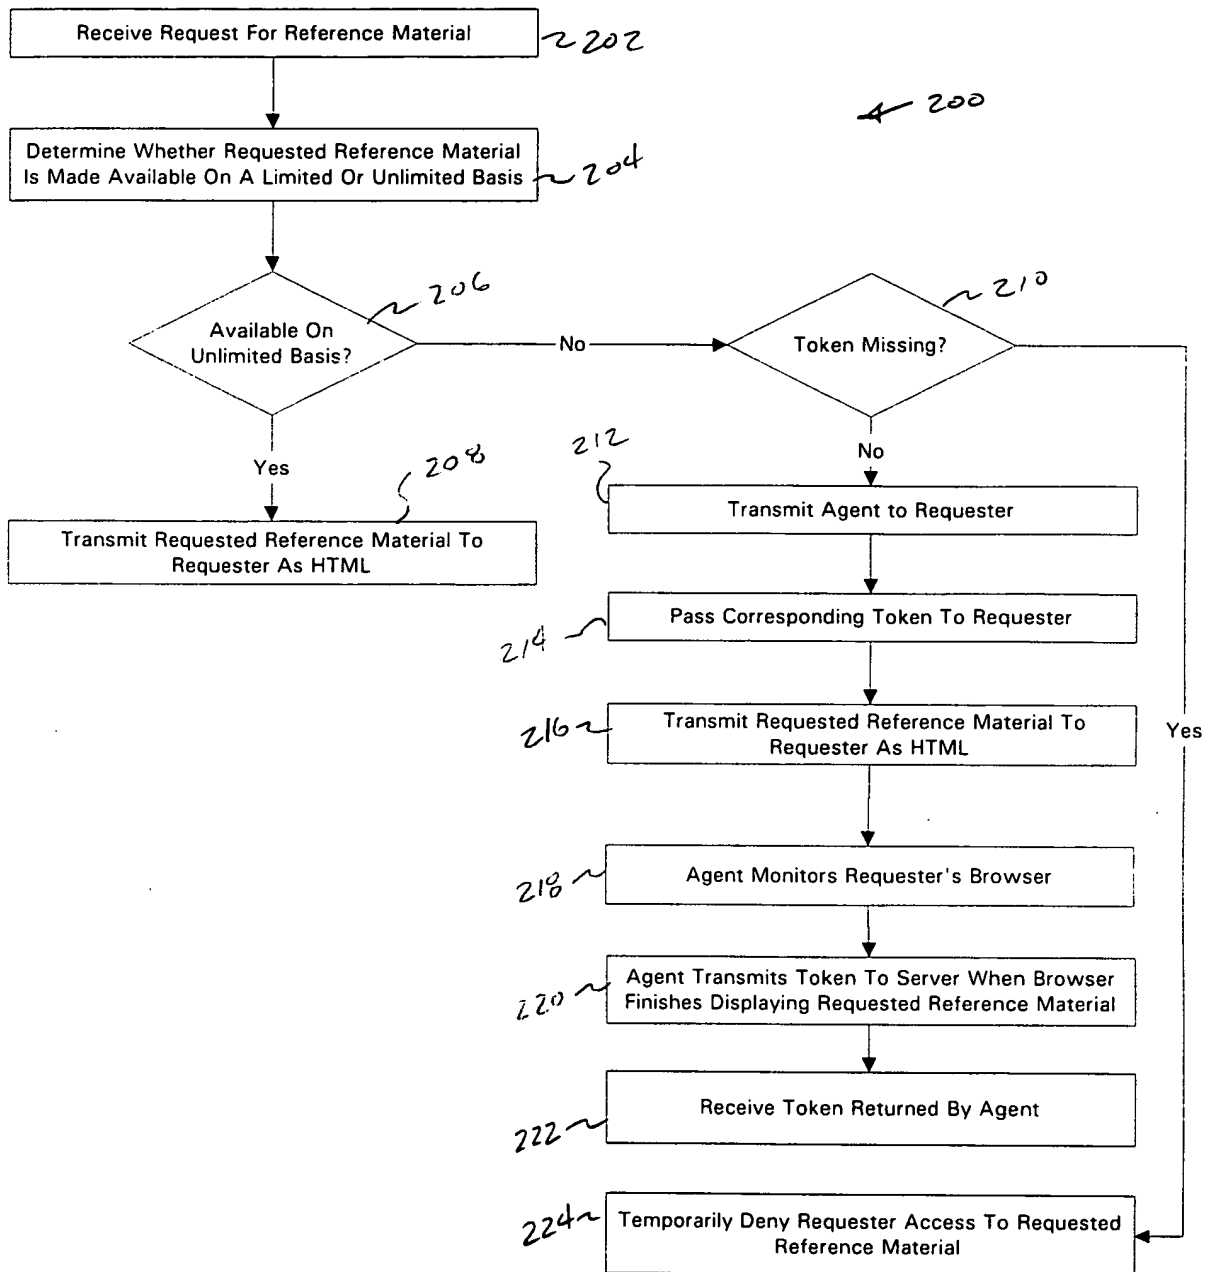 Receive Request For Reference Material
202
200
Determine Whether Requested Reference Material
Is Made Available On A Limited Or Unlimited Basis
204
206
Available On
Unlimited Basis?
No
210
Token Missing?
Yes
208
Transmit Requested Reference Material To
Requester As HTML
No
212
Transmit Agent to Requester
Pass Corresponding Token To Requester
214
Transmit Requested Reference Material To
Requester As HTML
216
Yes
Agent Monitors Requester's Browser
218
Agent Transmits Token To Server When Browser
Finishes Displaying Requested Reference Material
220
Receive Token Returned By Agent
222
Temporarily Deny Requester Access To Requested
Reference Material
224